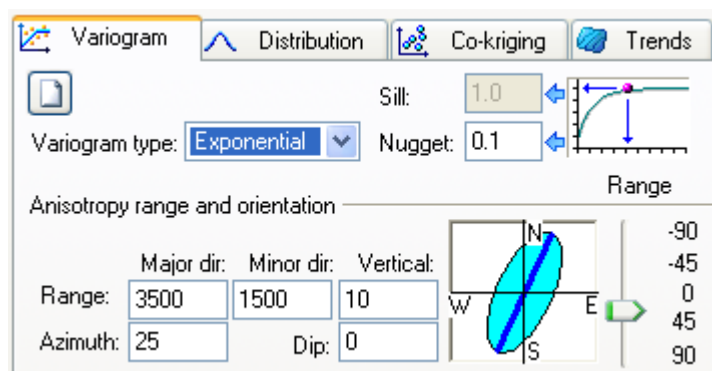 Variogram Distribution Co-kriging Trends
Sill: 1.0
Variogram type: Exponential Nugget: 0.1
Range
Anisotropy range and orientation
Major dir: Minor dir: Vertical:
Range: 3500 1500 10
Azimuth: 25 Dip: 0
N
W E
S
-90
-45
0
45
90